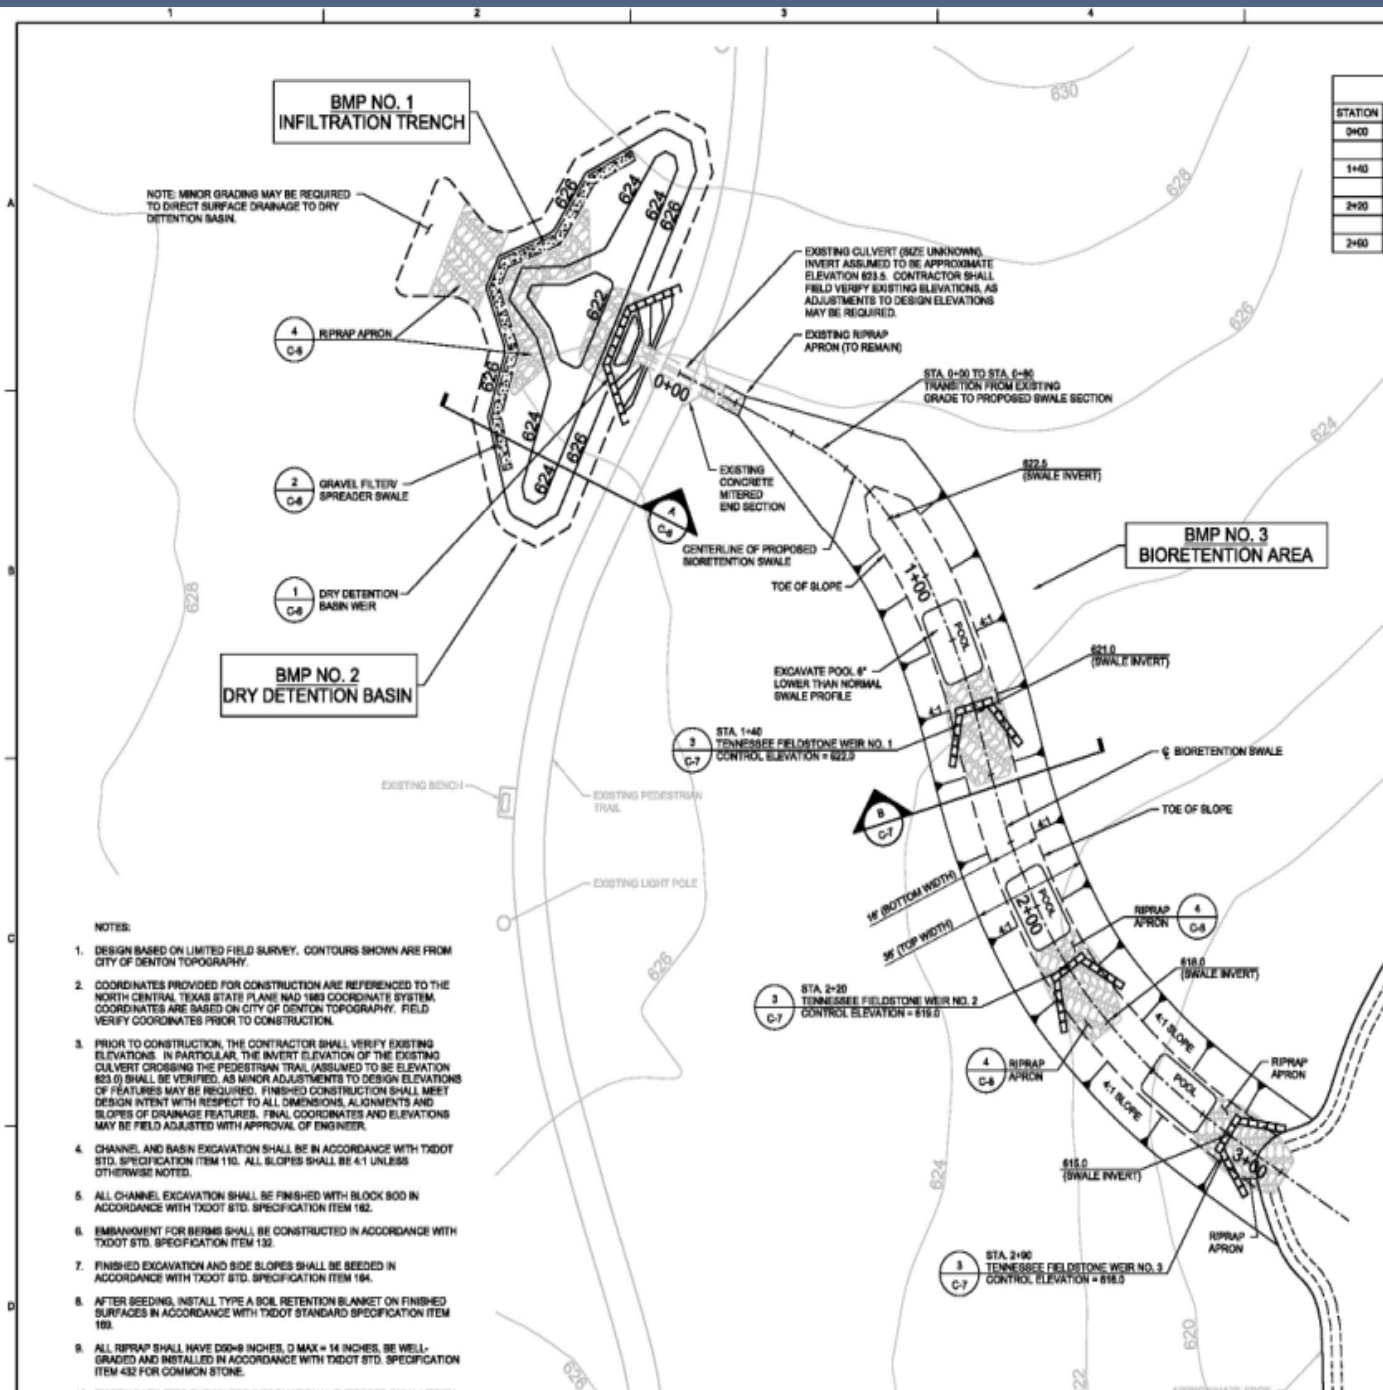 1 2 3 4
BMP NO. 1
INFILTRATION TRENCH
NOTE: MINOR GRADING MAY BE REQUIRED
TO DIRECT SURFACE DRAINAGE TO DRY
DETENTION BASIN.
A
630
628
626
624
STATION
0+00
1+40
2+20
2+90
626
624
624
626
622
626
624
624
626
0+00
EXISTING CULVERT (SIZE UNKNOWN).
INVERT ASSUMED TO BE APPROXIMATE
ELEVATION 623.5. CONTRACTOR SHALL
FIELD VERIFY EXISTING ELEVATIONS, AS
ADJUSTMENTS TO DESIGN ELEVATIONS
MAY BE REQUIRED.
EXISTING RIPRAP
APRON (TO REMAIN)
4
C-8
RIPRAP APRON
STA. 0+00 TO STA. 0+80
TRANSITION FROM EXISTING
GRADE TO PROPOSED SWALE SECTION
2
C-8
GRAVEL FILTER/
SPREADER SWALE
EXISTING
CONCRETE
MITERED
END SECTION
622.5
(SWALE INVERT)
A
C-6
CENTERLINE OF PROPOSED
BIORETENTION SWALE
BMP NO. 3
BIORETENTION AREA
B
628
1
C-8
DRY DETENTION
BASIN WEIR
TOE OF SLOPE
1+00
POOL
4:1
BMP NO. 2
DRY DETENTION BASIN
EXCAVATE POOL 6"
LOWER THAN NORMAL
SWALE PROFILE
621.0
(SWALE INVERT)
4:1
3
C-7
STA. 1+40
TENNESSEE FIELDSTONE WEIR NO. 1
CONTROL ELEVATION = 622.0
℄ BIORETENTION SWALE
EXISTING BENCH
EXISTING PEDESTRIAN
TRAIL
B
C-7
TOE OF SLOPE
4:1
EXISTING LIGHT POLE
16' (BOTTOM WIDTH)
36' (TOP WIDTH)
4:1
2+00
POOL
RIPRAP
APRON
4
C-8
C
626
618.0
(SWALE INVERT)
3
C-7
STA. 2+20
TENNESSEE FIELDSTONE WEIR NO. 2
CONTROL ELEVATION = 619.0
4:1 SLOPE
4
C-8
RIPRAP
APRON
4:1 SLOPE
POOL
RIPRAP
APRON
3+00
615.0
(SWALE INVERT)
624
RIPRAP
APRON
3
C-7
STA. 2+90
TENNESSEE FIELDSTONE WEIR NO. 3
CONTROL ELEVATION = 616.0
D
620
622
626
NOTES:
1. DESIGN BASED ON LIMITED FIELD SURVEY. CONTOURS SHOWN ARE FROM
CITY OF DENTON TOPOGRAPHY.
2. COORDINATES PROVIDED FOR CONSTRUCTION ARE REFERENCED TO THE
NORTH CENTRAL TEXAS STATE PLANE NAD 1983 COORDINATE SYSTEM.
COORDINATES ARE BASED ON CITY OF DENTON TOPOGRAPHY. FIELD
VERIFY COORDINATES PRIOR TO CONSTRUCTION.
3. PRIOR TO CONSTRUCTION, THE CONTRACTOR SHALL VERIFY EXISTING
ELEVATIONS. IN PARTICULAR, THE INVERT ELEVATION OF THE EXISTING
CULVERT CROSSING THE PEDESTRIAN TRAIL (ASSUMED TO BE ELEVATION
623.0) SHALL BE VERIFIED, AS MINOR ADJUSTMENTS TO DESIGN ELEVATIONS
OF FEATURES MAY BE REQUIRED. FINISHED CONSTRUCTION SHALL MEET
DESIGN INTENT WITH RESPECT TO ALL DIMENSIONS, ALIGNMENTS AND
SLOPES OF DRAINAGE FEATURES. FINAL COORDINATES AND ELEVATIONS
MAY BE FIELD ADJUSTED WITH APPROVAL OF ENGINEER.
4. CHANNEL AND BASIN EXCAVATION SHALL BE IN ACCORDANCE WITH TXDOT
STD. SPECIFICATION ITEM 110. ALL SLOPES SHALL BE 4:1 UNLESS
OTHERWISE NOTED.
5. ALL CHANNEL EXCAVATION SHALL BE FINISHED WITH BLOCK SOD IN
ACCORDANCE WITH TXDOT STD. SPECIFICATION ITEM 162.
6. EMBANKMENT FOR BERMS SHALL BE CONSTRUCTED IN ACCORDANCE WITH
TXDOT STD. SPECIFICATION ITEM 132.
7. FINISHED EXCAVATION AND SIDE SLOPES SHALL BE SEEDED IN
ACCORDANCE WITH TXDOT STD. SPECIFICATION ITEM 164.
8. AFTER SEEDING, INSTALL TYPE A SOIL RETENTION BLANKET ON FINISHED
SURFACES IN ACCORDANCE WITH TXDOT STANDARD SPECIFICATION ITEM
169.
9. ALL RIPRAP SHALL HAVE D50=9 INCHES, D MAX = 14 INCHES, BE WELL-
GRADED AND INSTALLED IN ACCORDANCE WITH TXDOT STD. SPECIFICATION
ITEM 432 FOR COMMON STONE.